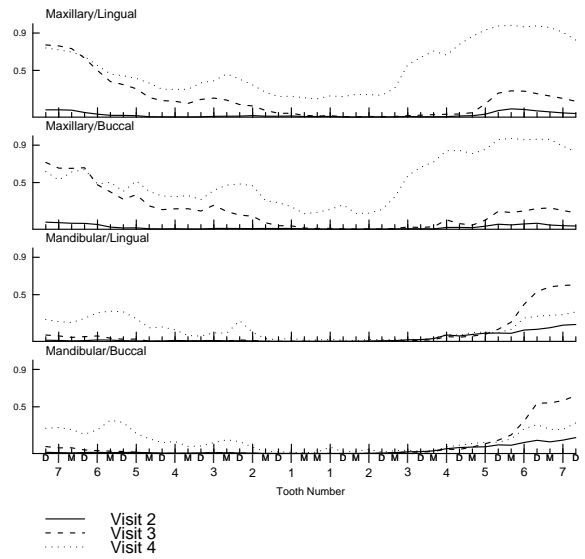 Maxillary/Lingual
0.9
0.5
Maxillary/Buccal
0.9
0.5
Mandibular/Lingual
0.9
0.5
Mandibular/Buccal
0.9
0.5
D M D M D M D M D M D M D M M D M D M D M D M D M D M D
7 6 5 4 3 2 1 1 2 3 4 5 6 7
Tooth Number
Visit 2
Visit 3
Visit 4